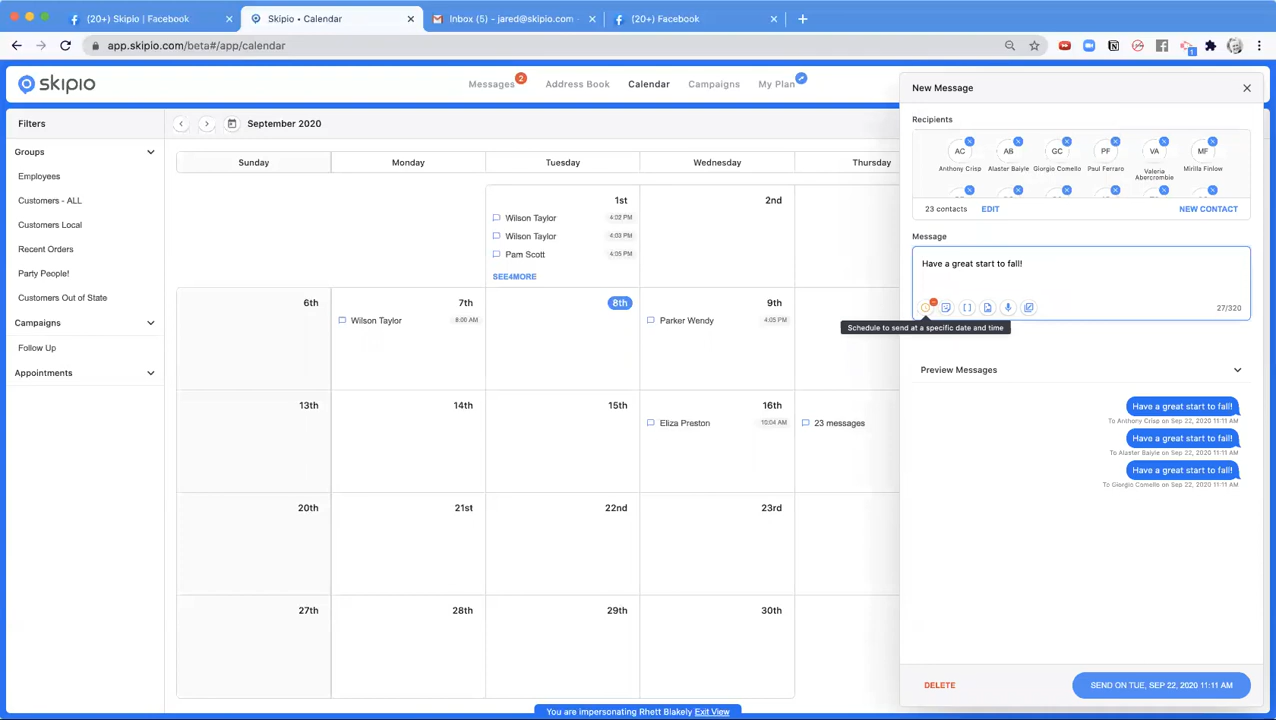 (20+) Skipio | Facebook
Skipio • Calendar
Inbox (5) - jared@skipio.com -
(20+) Facebook
app.skipio.com/beta#/app/calendar
1
skipio
Messages 2
Address Book
Calendar
Campaigns
My Plan
Filters
Groups
Employees
Customers - ALL
Customers Local
Recent Orders
Party People!
Customers Out of State
Campaigns
Follow Up
Appointments
September 2020
Sunday Monday Tuesday Wednesday Thursday
1st 2nd
Wilson Taylor 4:02 PM
Wilson Taylor 4:03 PM
Pam Scott 4:05 PM
SEE4MORE
6th 7th 8th 9th
Wilson Taylor 8:00 AM
Parker Wendy 4:05 PM
13th 14th 15th 16th
Eliza Preston 10:04 AM
23 messages
20th 21st 22nd 23rd
27th 28th 29th 30th
New Message
Recipients
AC AB GC PF VA MF
Anthony Crisp
Alaster Baiyle
Giorgio Comello
Paul Ferraro
Valeria Abercrombie
Mirilla Finlow
23 contacts EDIT NEW CONTACT
Message
Have a great start to fall!
27/320
Schedule to send at a specific date and time
Preview Messages
Have a great start to fall!
To Anthony Crisp on Sep 22, 2020 11:11 AM
Have a great start to fall!
To Alaster Baiyle on Sep 22, 2020 11:11 AM
Have a great start to fall!
To Giorgio Comello on Sep 22, 2020 11:11 AM
DELETE
SEND ON TUE, SEP 22, 2020 11:11 AM
You are impersonating Rhett Blakely Exit View